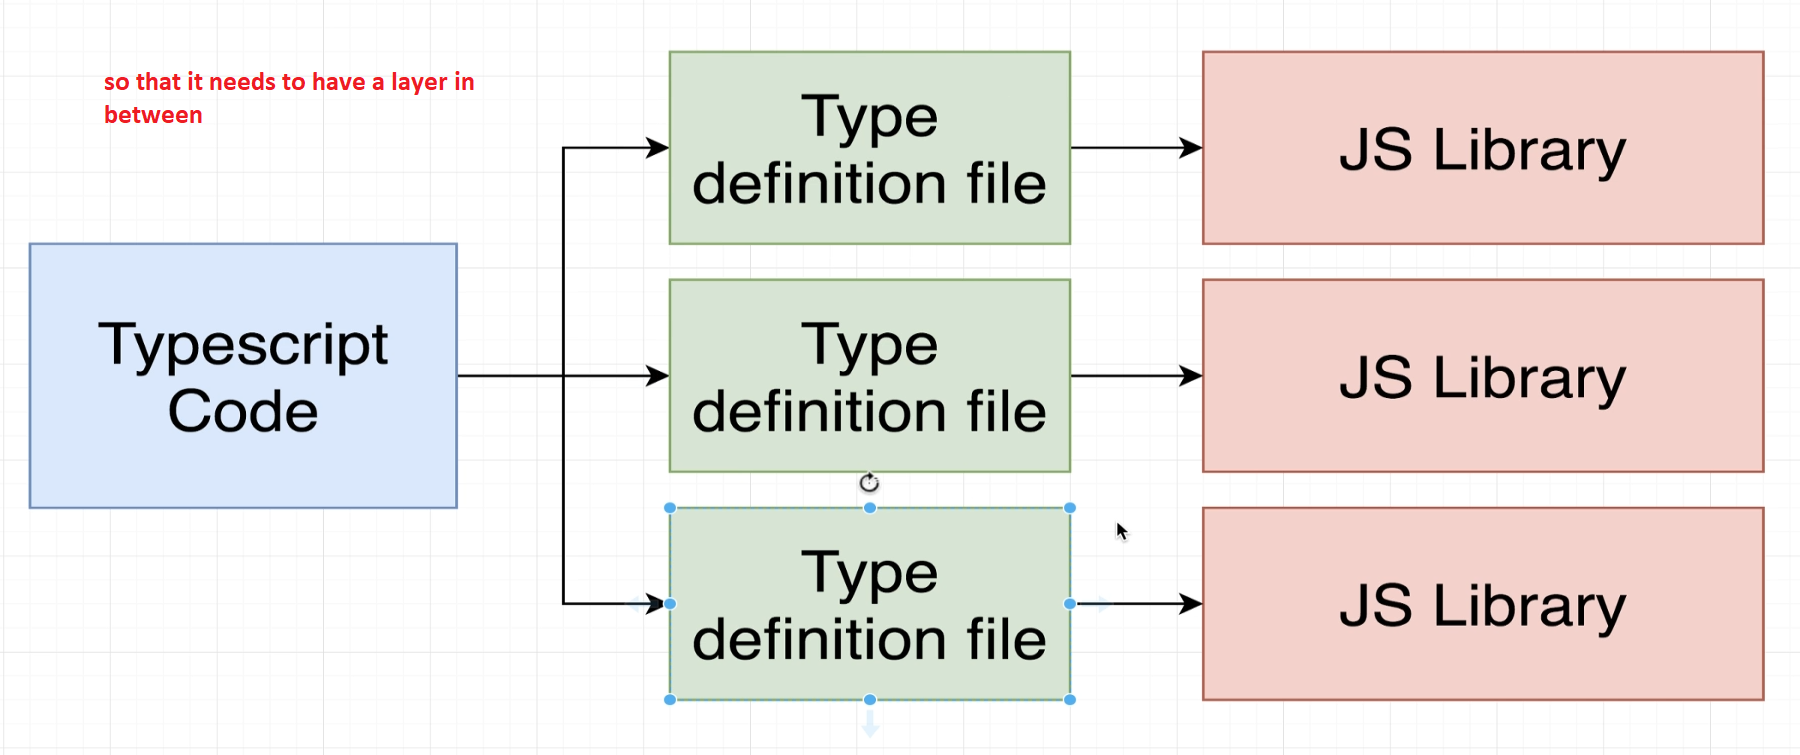 so that it needs to have a layer in
between
Type
definition file
JS Library
Typescript
Code
Type
definition file
JS Library
Type
definition file
JS Library